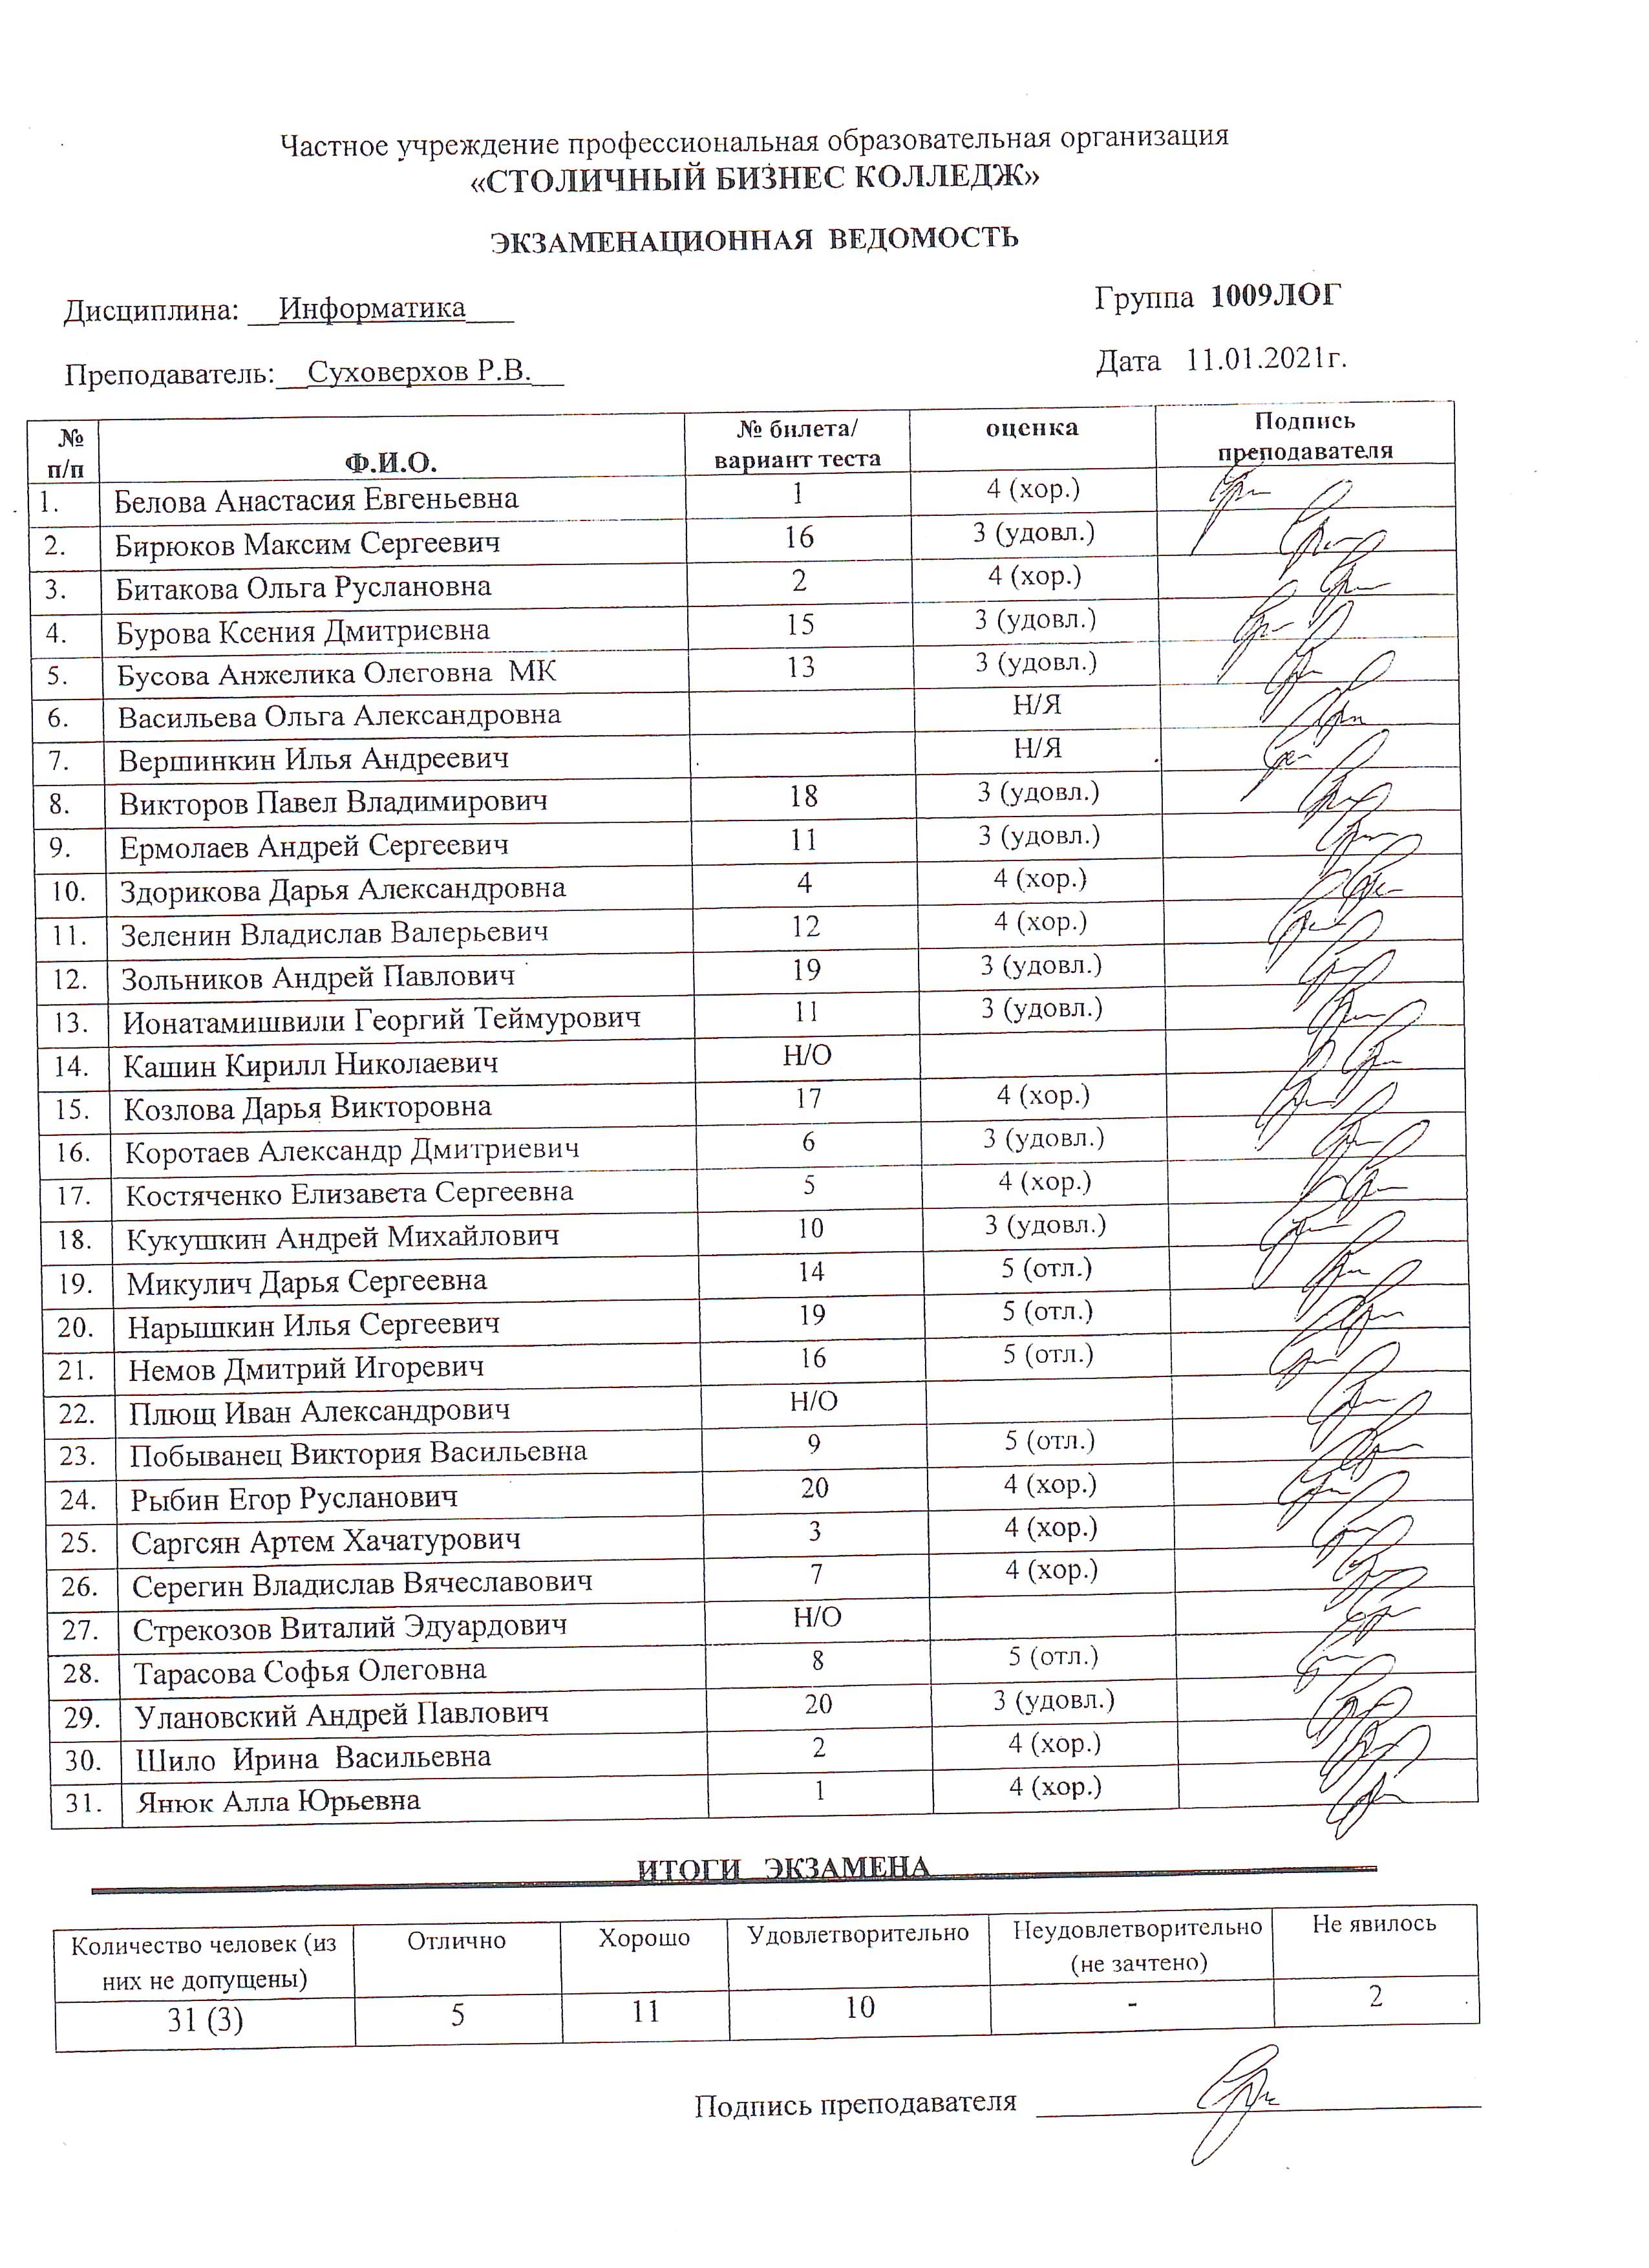 Частное учреждение профессиональная образовательная организация
«СТОЛИЧНЫЙ БИЗНЕС КОЛЛЕДЖ»
ЭКЗАМЕНАЦИОННАЯ ВЕДОМОСТЬ
Дисциплина: __Информатика___ Группа 1009ЛОГ
Преподаватель:__Суховерхов Р.В.__ Дата 11.01.2021г.
№ п/п Ф.И.О. № билета/ вариант теста оценка Подпись преподавателя
1. Белова Анастасия Евгеньевна 1 4 (хор.)
2. Бирюков Максим Сергеевич 16 3 (удовл.)
3. Битакова Ольга Руслановна 2 4 (хор.)
4. Бурова Ксения Дмитриевна 15 3 (удовл.)
5. Бусова Анжелика Олеговна МК 13 3 (удовл.)
6. Васильева Ольга Александровна Н/Я
7. Вершинкин Илья Андреевич Н/Я
8. Викторов Павел Владимирович 18 3 (удовл.)
9. Ермолаев Андрей Сергеевич 11 3 (удовл.)
10. Здорикова Дарья Александровна 4 4 (хор.)
11. Зеленин Владислав Валерьевич 12 4 (хор.)
12. Зольников Андрей Павлович 19 3 (удовл.)
13. Ионатамишвили Георгий Теймурович 11 3 (удовл.)
14. Кашин Кирилл Николаевич Н/О
15. Козлова Дарья Викторовна 17 4 (хор.)
16. Коротаев Александр Дмитриевич 6 3 (удовл.)
17. Костяченко Елизавета Сергеевна 5 4 (хор.)
18. Кукушкин Андрей Михайлович 10 3 (удовл.)
19. Микулич Дарья Сергеевна 14 5 (отл.)
20. Нарышкин Илья Сергеевич 19 5 (отл.)
21. Немов Дмитрий Игоревич 16 5 (отл.)
22. Плющ Иван Александрович Н/О
23. Побыванец Виктория Васильевна 9 5 (отл.)
24. Рыбин Егор Русланович 20 4 (хор.)
25. Саргсян Артем Хачатурович 3 4 (хор.)
26. Серегин Владислав Вячеславович 7 4 (хор.)
27. Стрекозов Виталий Эдуардович Н/О
28. Тарасова Софья Олеговна 8 5 (отл.)
29. Улановский Андрей Павлович 20 3 (удовл.)
30. Шило Ирина Васильевна 2 4 (хор.)
31. Янюк Алла Юрьевна 1 4 (хор.)
ИТОГИ ЭКЗАМЕНА
Количество человек (из них не допущены) Отлично Хорошо Удовлетворительно Неудовлетворительно (не зачтено) Не явилось
31 (3) 5 11 10 - 2
Подпись преподавателя